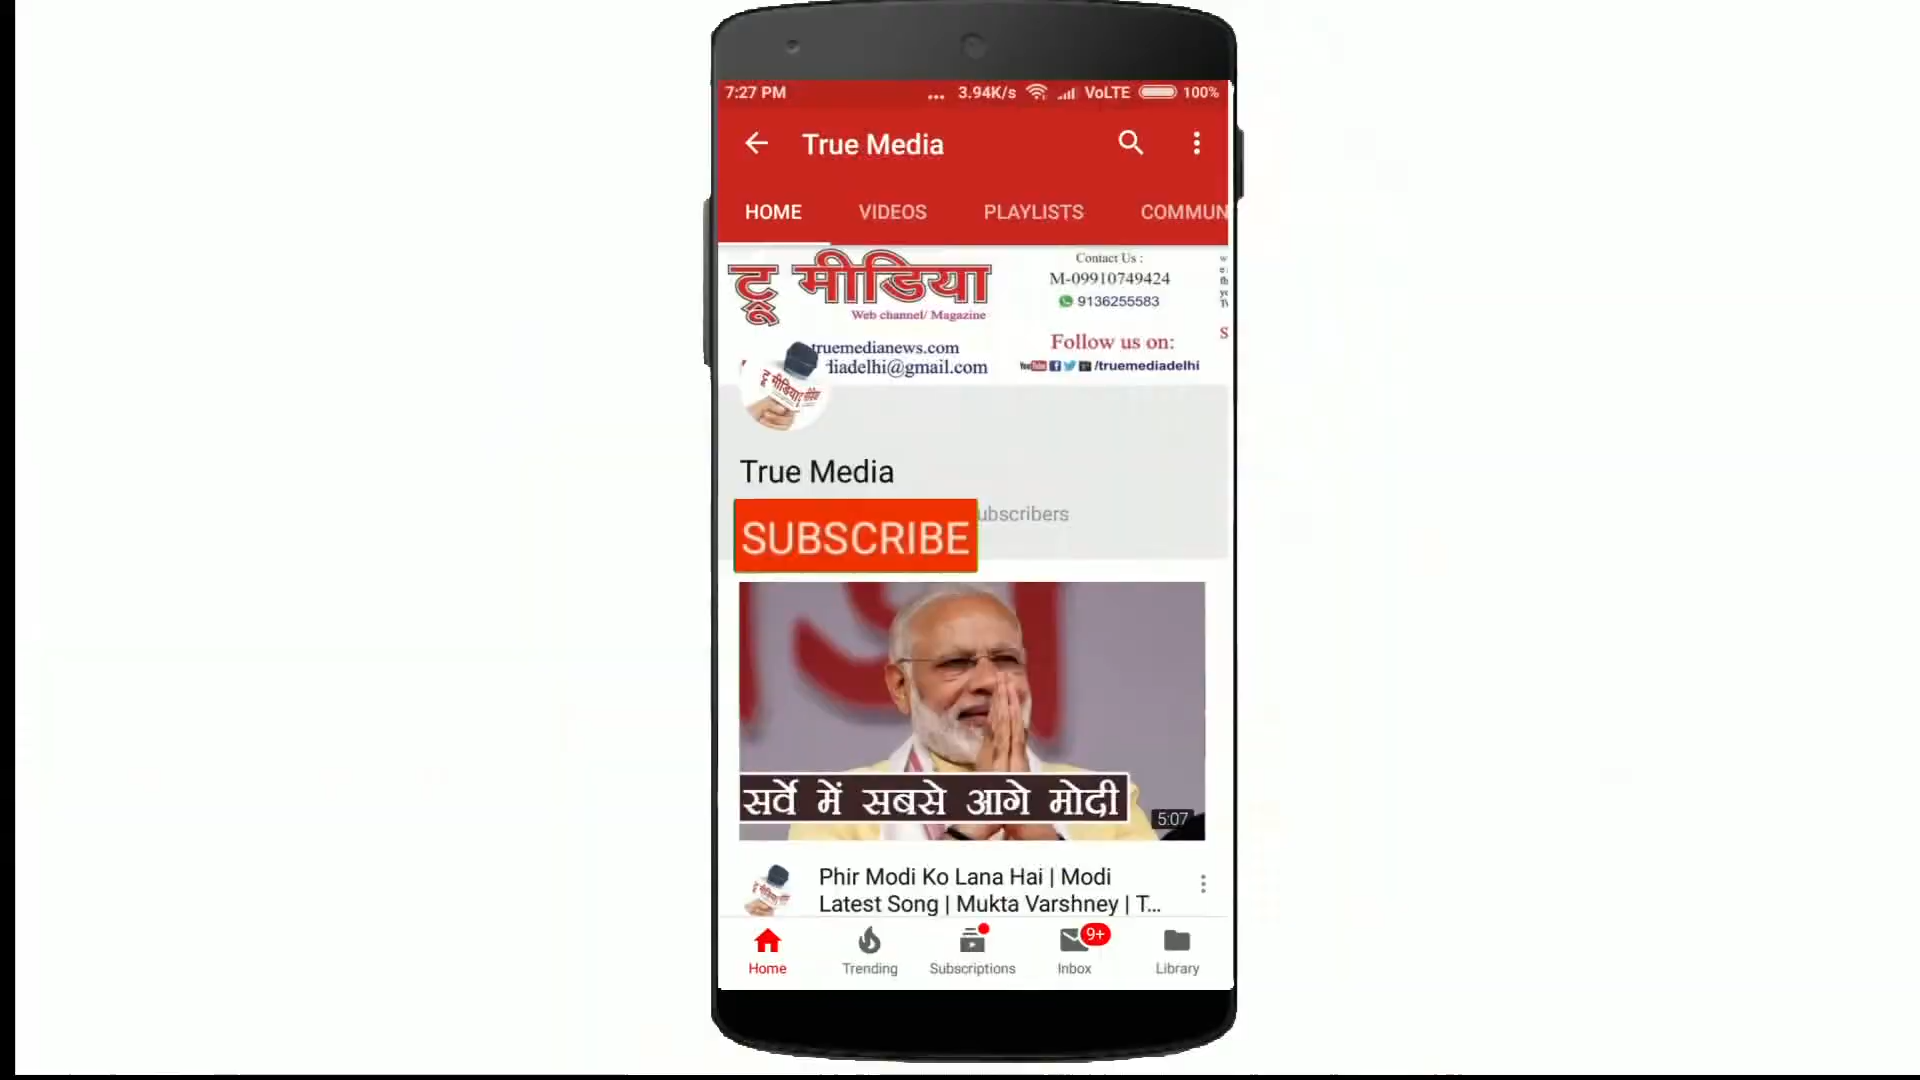 7:27 PM ... 3.94K/s VoLTE 100%
True Media
HOME VIDEOS PLAYLISTS COMMUN
टू मीडिया
Web channel/ Magazine
Contact Us :
M-09910749424
9136255583
truemedianews.com
diadelhi@gmail.com
Follow us on:
/truemediadelhi
True Media
SUBSCRIBE
ubscribers
सर्वे में सबसे आगे मोदी
5:07
Phir Modi Ko Lana Hai | Modi
Latest Song | Mukta Varshney | T...
Home Trending Subscriptions Inbox 9+ Library